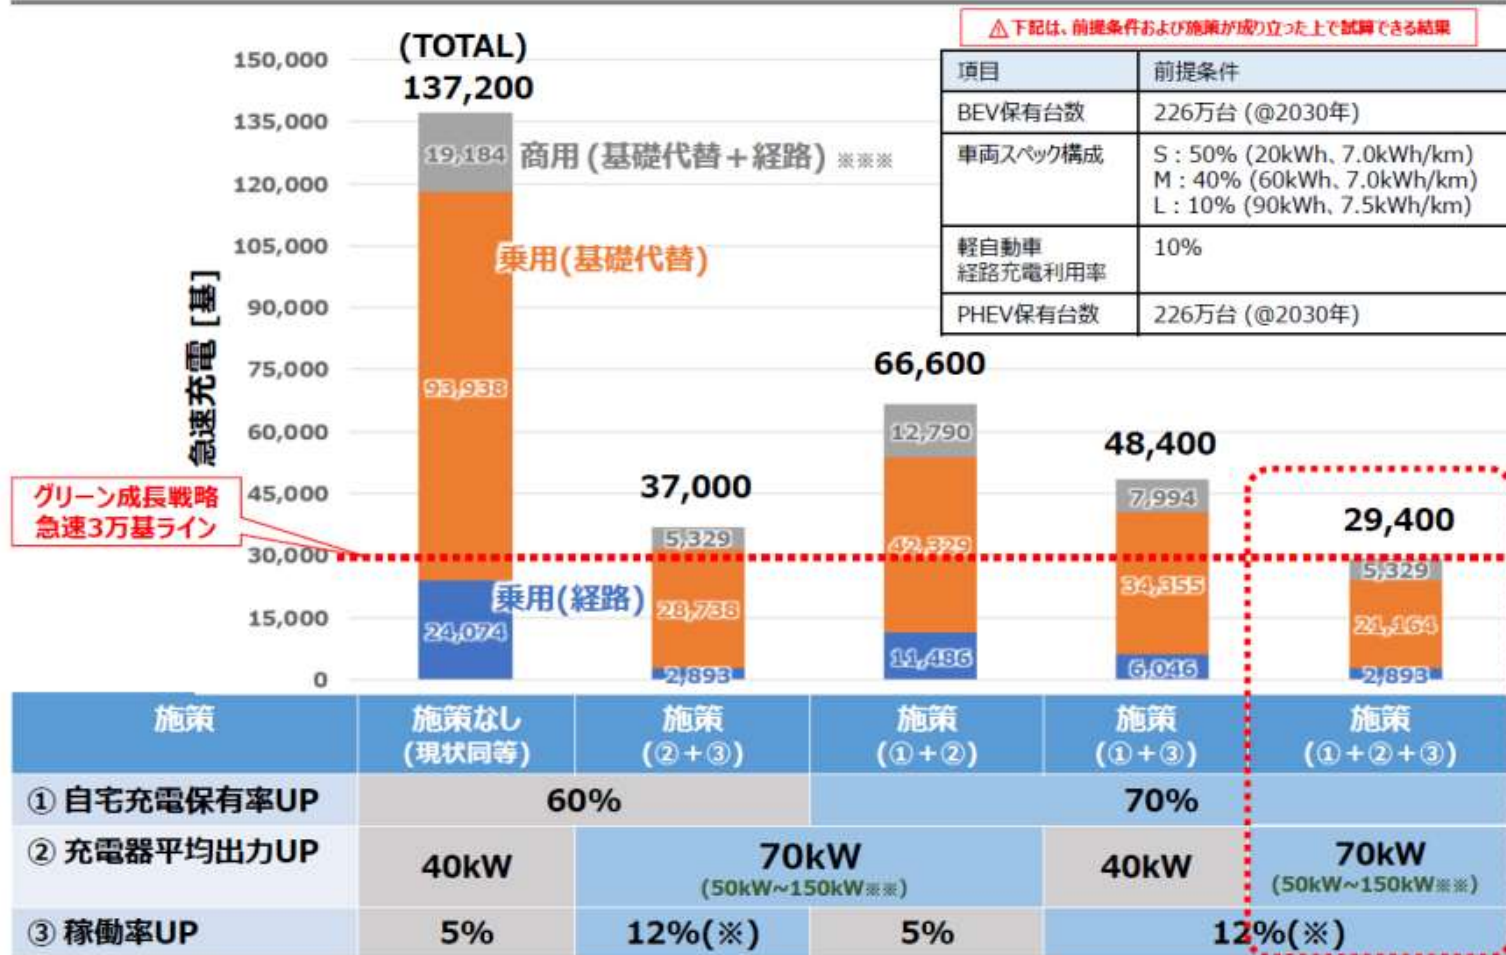 ⚠下記は、前提条件および施策が成り立った上で試算できる結果
項目 前提条件
BEV保有台数 226万台 (@2030年)
車両スペック構成 S：50% (20kWh、7.0kWh/km)
M：40% (60kWh、7.0kWh/km)
L：10% (90kWh、7.5kWh/km)
軽自動車
経路充電利用率 10%
PHEV保有台数 226万台 (@2030年)
急速充電 [基]
150,000
135,000
120,000
105,000
90,000
75,000
60,000
45,000
30,000
15,000
0
グリーン成長戦略
急速3万基ライン
(TOTAL)
137,200
19,184
商用 (基礎代替＋経路) ※※※
93,938
乗用(基礎代替)
24,074
乗用(経路)
37,000
5,329
28,738
2,893
66,600
12,790
42,329
11,486
48,400
7,994
34,355
6,046
29,400
5,329
21,164
2,893
施策 施策なし 施策 施策 施策 施策
(現状同等) (②+③) (①+②) (①+③) (①+②+③)
① 自宅充電保有率UP 60% 70%
② 充電器平均出力UP 40kW 70kW 40kW 70kW
(50kW~150kW※※) (50kW~150kW※※)
③ 稼働率UP 5% 12%(※) 5% 12%(※)